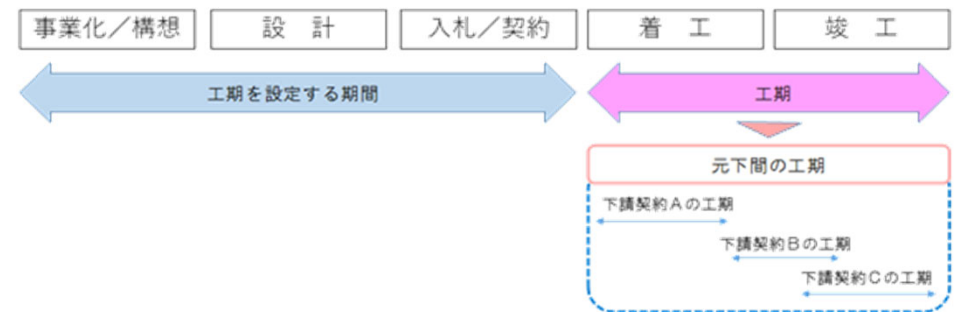 事業化／構想
設　計
入札／契約
着　工
竣　工
工期を設定する期間
工期
元下間の工期
下請契約Ａの工期
下請契約Ｂの工期
下請契約Ｃの工期